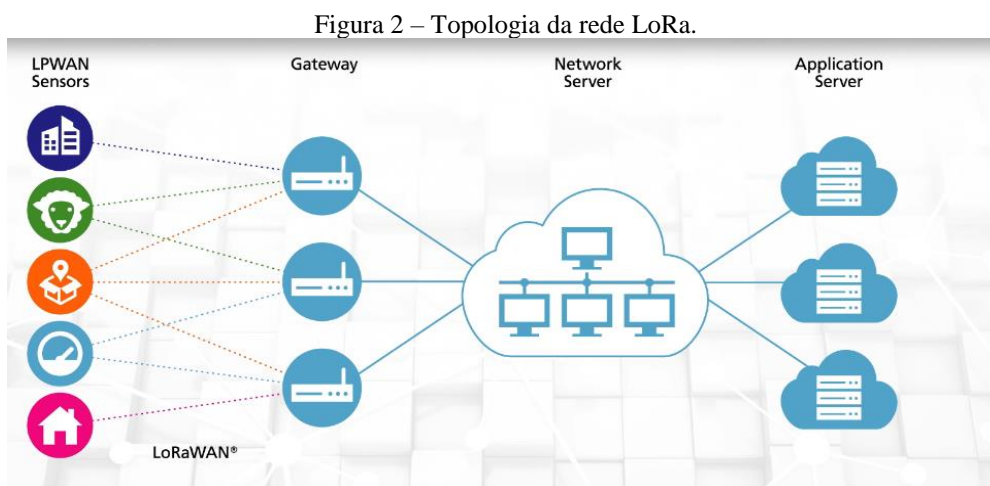 Figura 2 – Topologia da rede LoRa.
LPWAN
Sensors
Gateway
Network
Server
Application
Server
LoRaWAN®